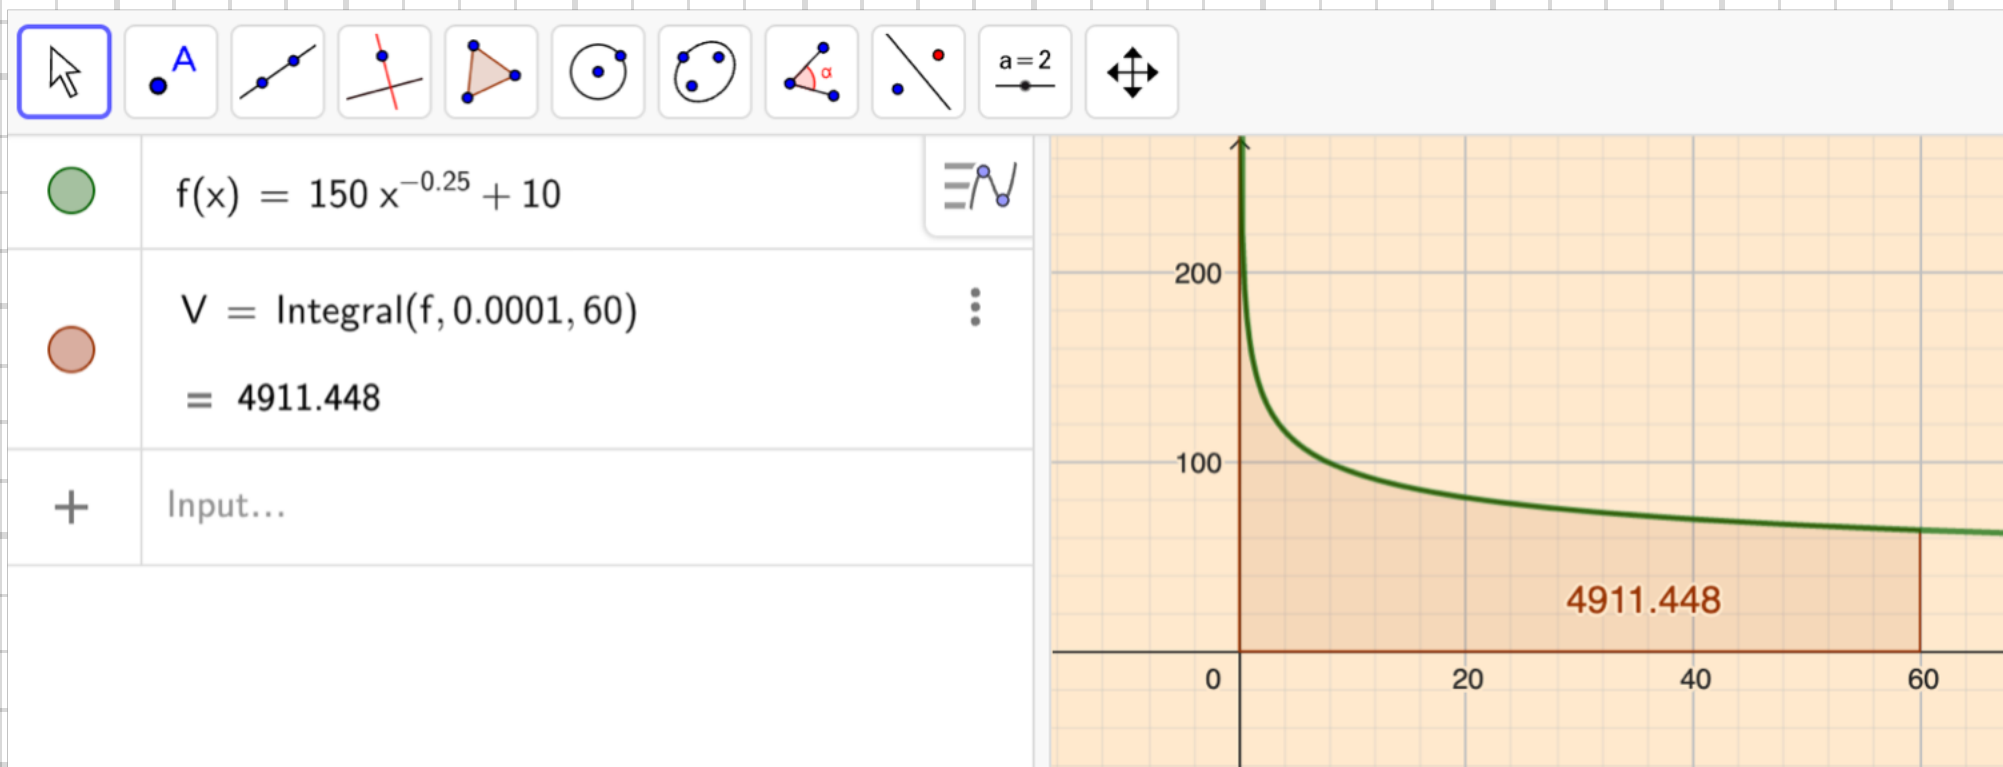 A
α
a = 2
f(x) = 150 x^−0.25 + 10
V = Integral(f, 0.0001, 60)
= 4911.448
Input...
200
100
4911.448
0 20 40 60